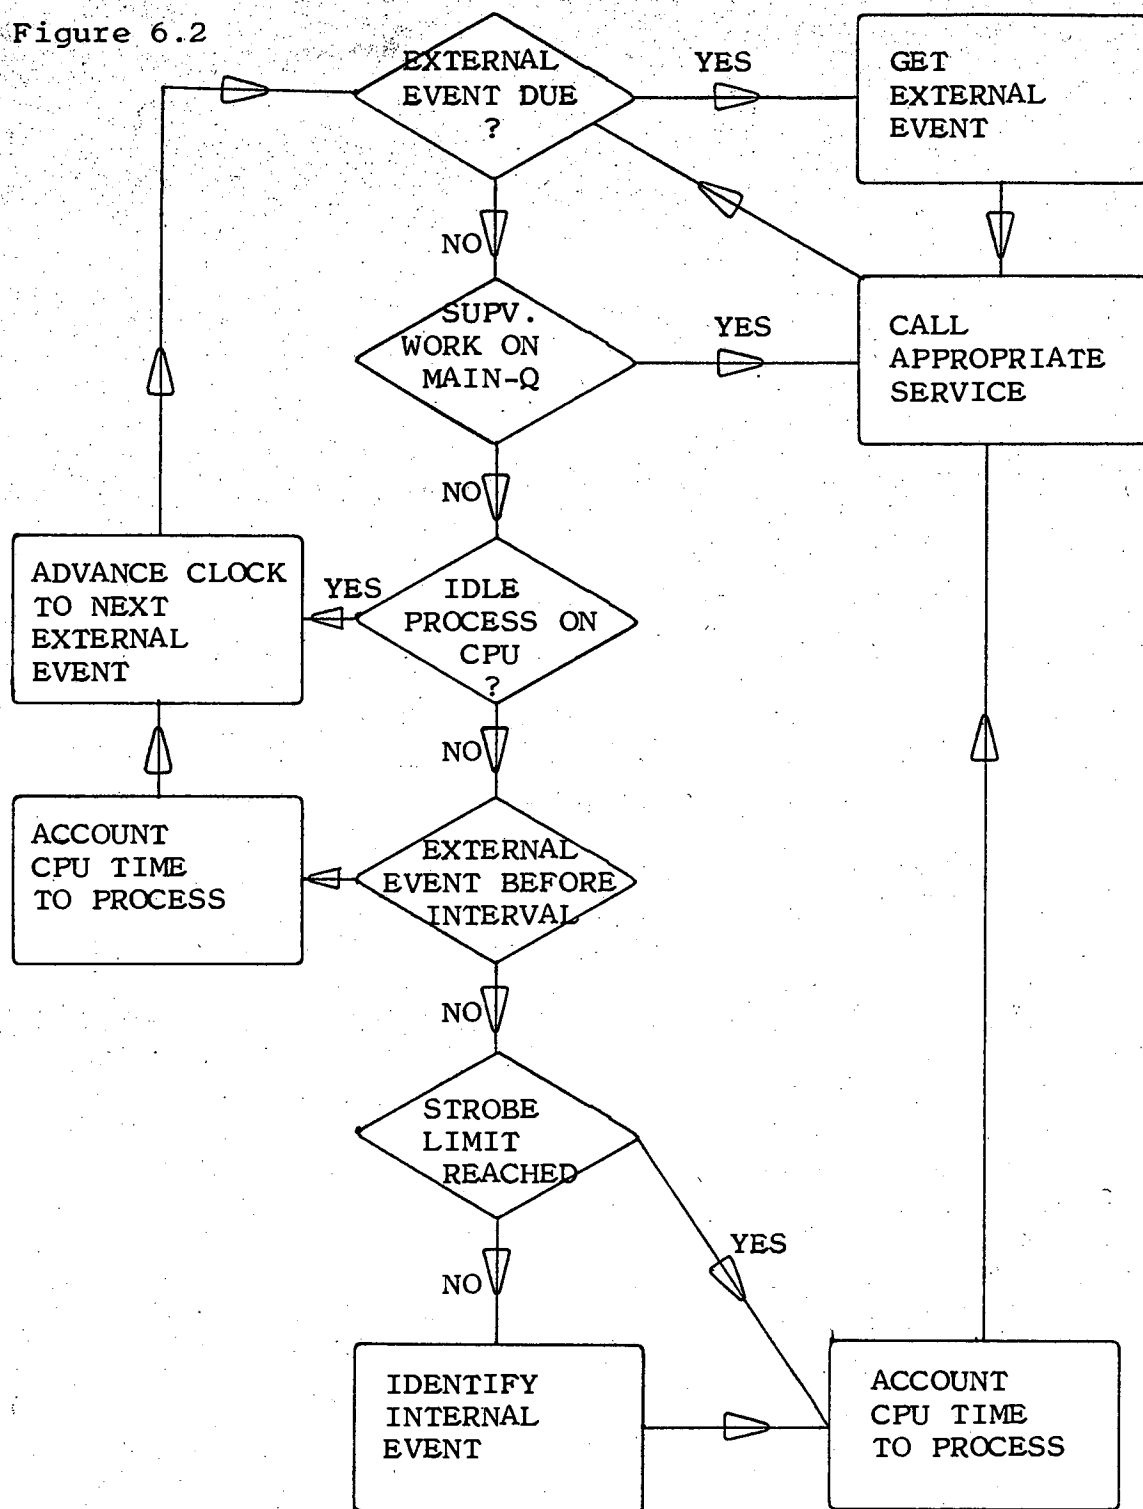 Figure 6.2
EXTERNAL
EVENT DUE
?
YES
GET
EXTERNAL
EVENT
NO
SUPV.
WORK ON
MAIN-Q
YES
CALL
APPROPRIATE
SERVICE
NO
ADVANCE CLOCK
TO NEXT
EXTERNAL
EVENT
YES
IDLE
PROCESS ON
CPU
?
NO
ACCOUNT
CPU TIME
TO PROCESS
EXTERNAL
EVENT BEFORE
INTERVAL
NO
STROBE
LIMIT
REACHED
YES
NO
IDENTIFY
INTERNAL
EVENT
ACCOUNT
CPU TIME
TO PROCESS